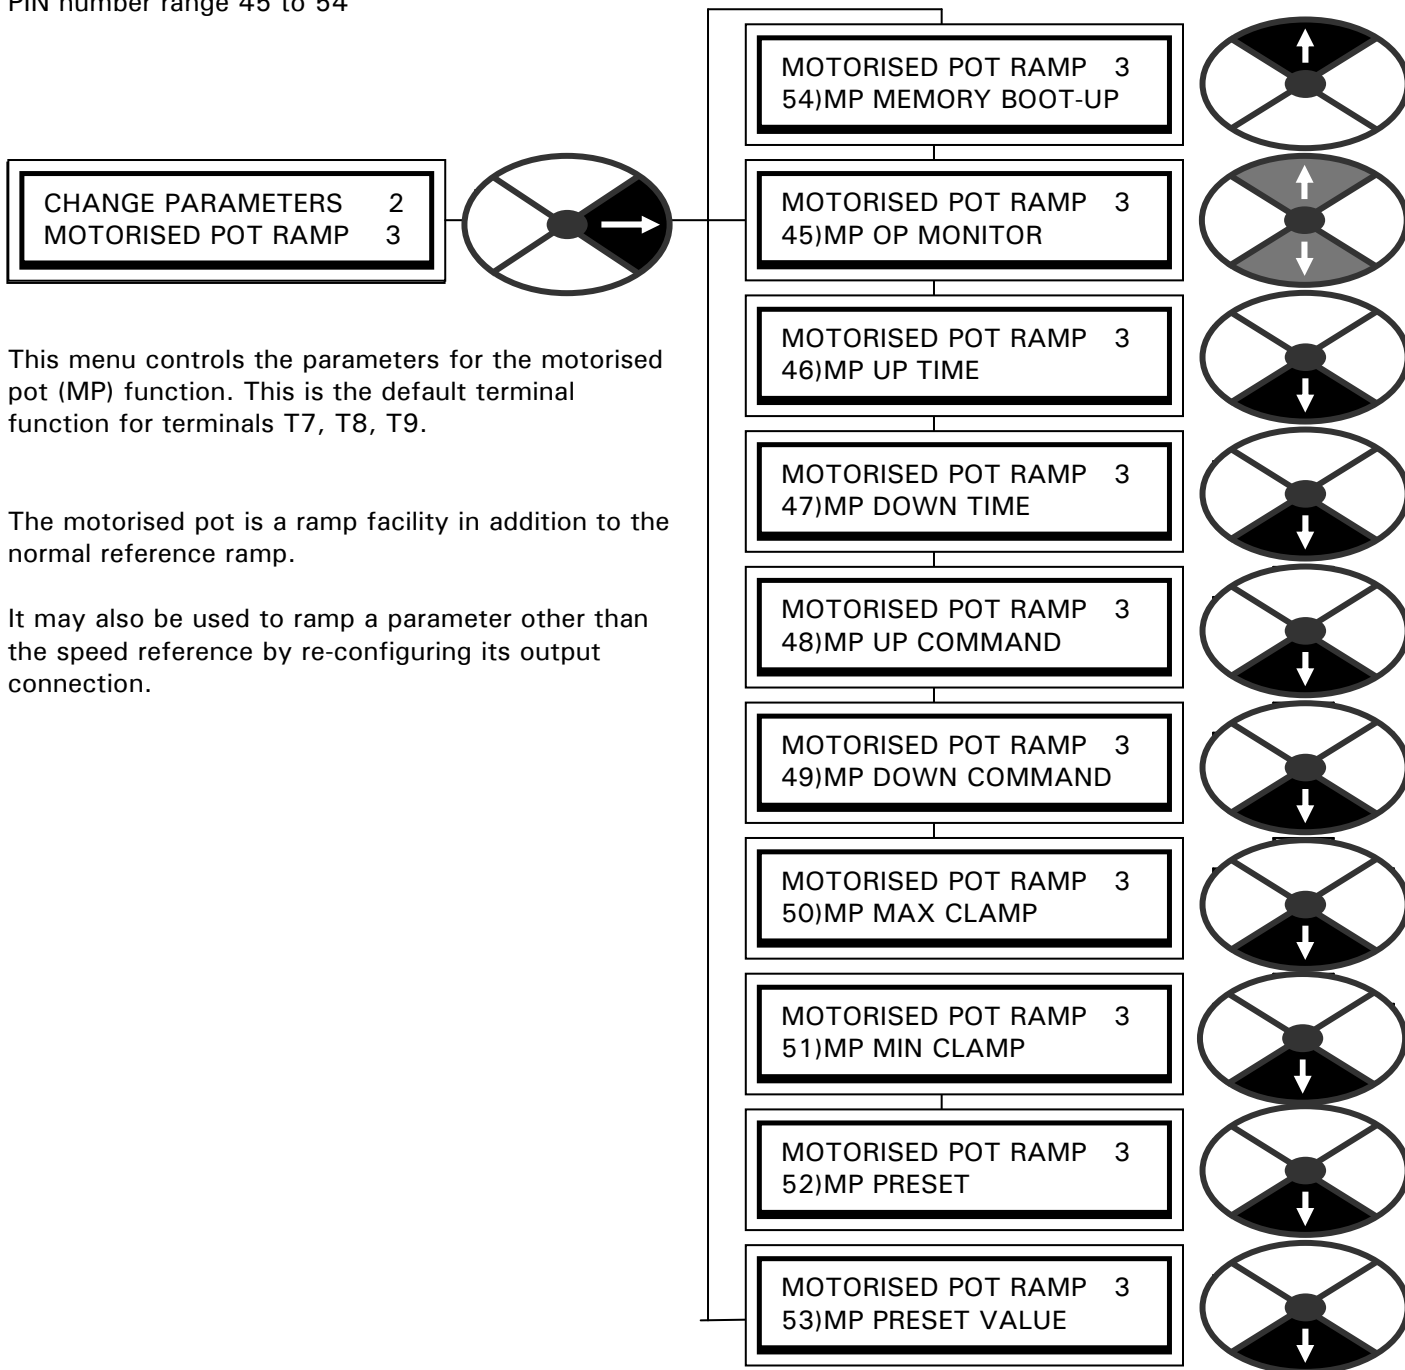 PIN number range 45 to 54
CHANGE PARAMETERS 2
MOTORISED POT RAMP 3
This menu controls the parameters for the motorised
pot (MP) function. This is the default terminal
function for terminals T7, T8, T9.
The motorised pot is a ramp facility in addition to the
normal reference ramp.
It may also be used to ramp a parameter other than
the speed reference by re-configuring its output
connection.
MOTORISED POT RAMP 3
54)MP MEMORY BOOT-UP
MOTORISED POT RAMP 3
45)MP OP MONITOR
MOTORISED POT RAMP 3
46)MP UP TIME
MOTORISED POT RAMP 3
47)MP DOWN TIME
MOTORISED POT RAMP 3
48)MP UP COMMAND
MOTORISED POT RAMP 3
49)MP DOWN COMMAND
MOTORISED POT RAMP 3
50)MP MAX CLAMP
MOTORISED POT RAMP 3
51)MP MIN CLAMP
MOTORISED POT RAMP 3
52)MP PRESET
MOTORISED POT RAMP 3
53)MP PRESET VALUE